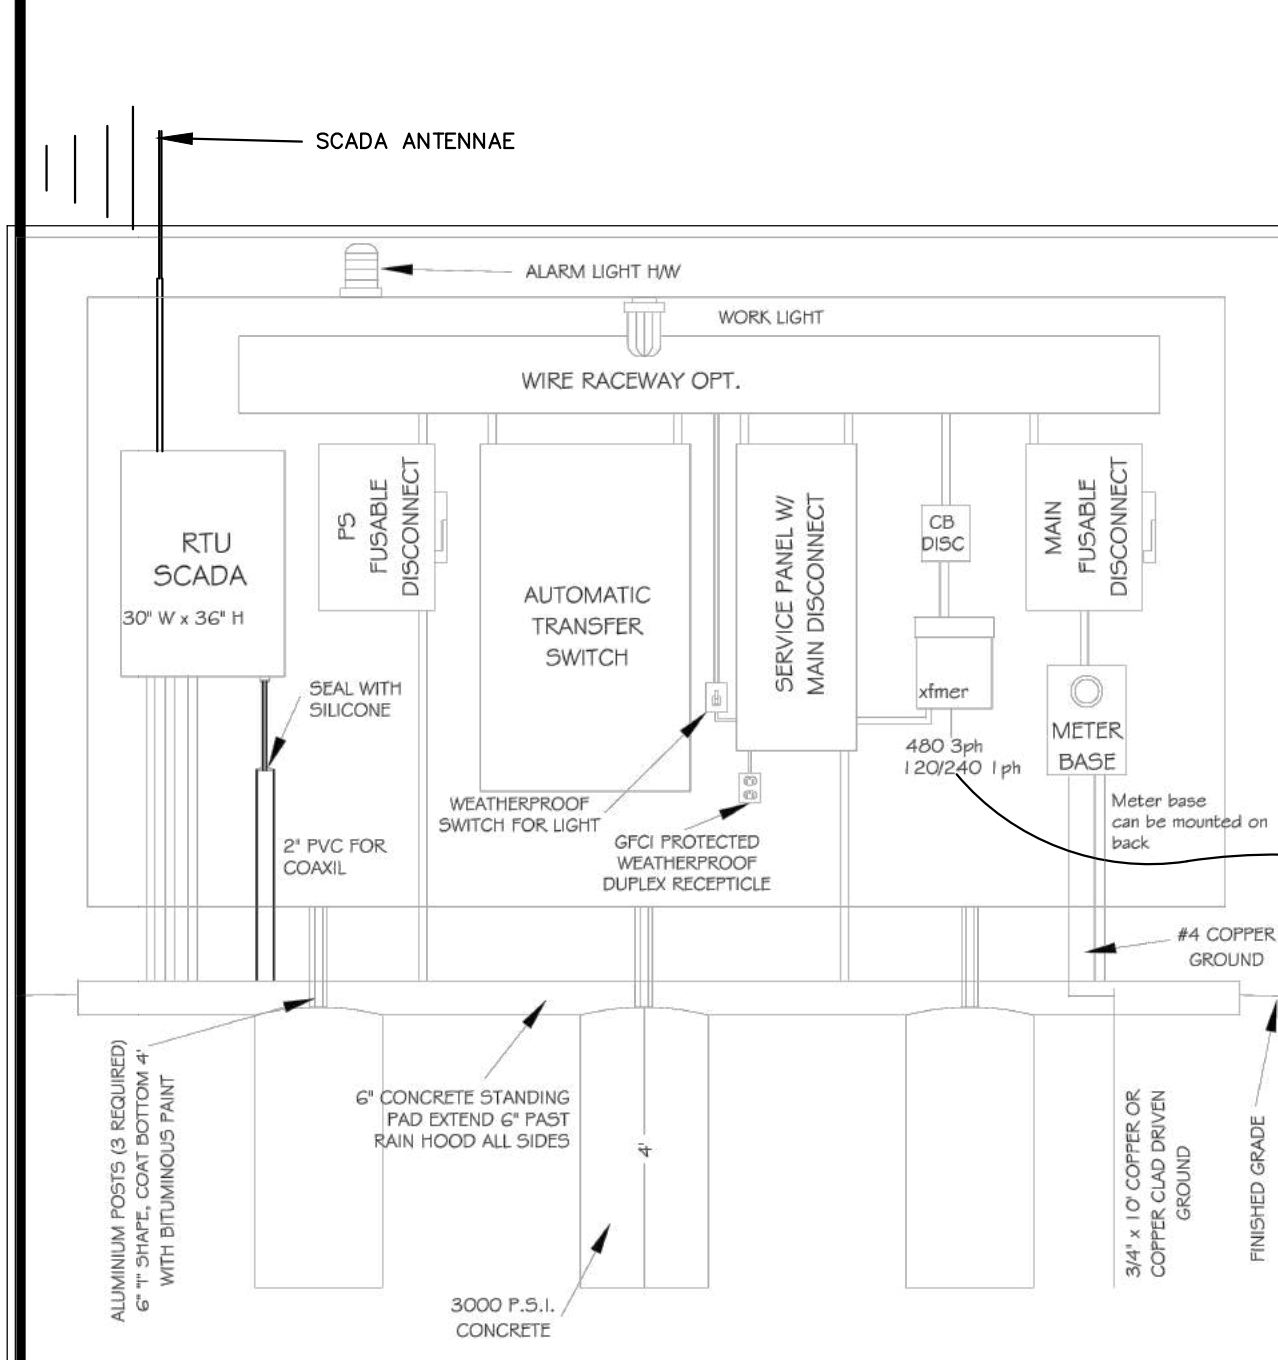 SCADA ANTENNAE
ALARM LIGHT H/W
WORK LIGHT
WIRE RACEWAY OPT.
RTU
SCADA
30" W x 36" H
PS
FUSABLE
DISCONNECT
AUTOMATIC
TRANSFER
SWITCH
SERVICE PANEL W/
MAIN DISCONNECT
CB
DISC
MAIN
FUSABLE
DISCONNECT
xfmer
480 3ph
120/240 1ph
METER
BASE
SEAL WITH
SILICONE
2" PVC FOR
COAXIL
WEATHERPROOF
SWITCH FOR LIGHT
GFCI PROTECTED
WEATHERPROOF
DUPLEX RECEPTICLE
Meter base
can be mounted on
back
#4 COPPER
GROUND
ALUMINIUM POSTS (3 REQUIRED)
6" "I" SHAPE, COAT BOTTOM 4'
WITH BITUMINOUS PAINT
6" CONCRETE STANDING
PAD EXTEND 6" PAST
RAIN HOOD ALL SIDES
4'
3000 P.S.I.
CONCRETE
3/4" x 10' COPPER OR
COPPER CLAD DRIVEN
GROUND
FINISHED GRADE